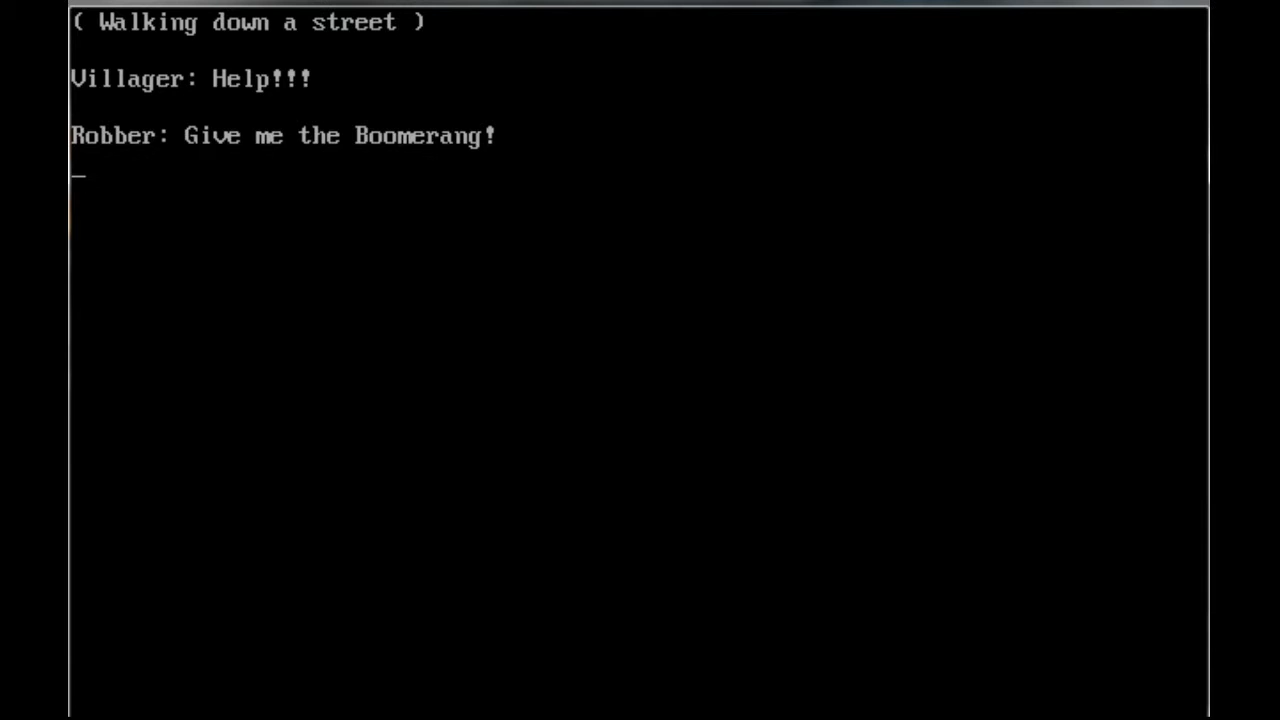 ( Walking down a street )
Villager: Help!!!
Robber: Give me the Boomerang!
_